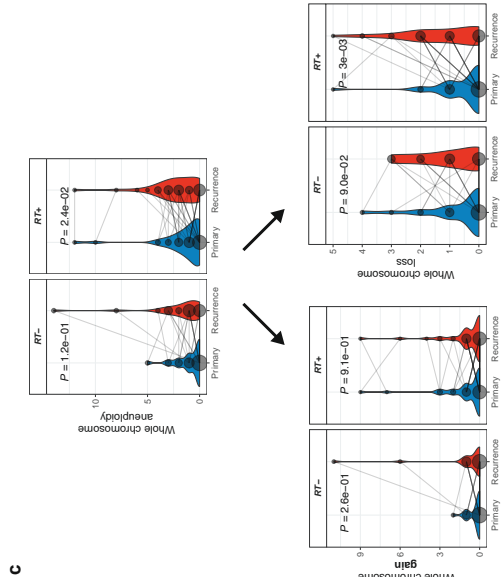 c
RT−
RT+
P = 1.2e−01
P = 2.4e−02
Whole chromosome
aneuploidy
10
5
0
Primary
Recurrence
Primary
Recurrence
RT−
RT+
P = 2.6e−01
P = 9.1e−01
Whole chromosome
gain
9
6
3
0
Primary
Recurrence
Primary
Recurrence
RT−
RT+
P = 9.0e−02
P = 3e−03
Whole chromosome
loss
5
4
3
2
1
0
Primary
Recurrence
Primary
Recurrence